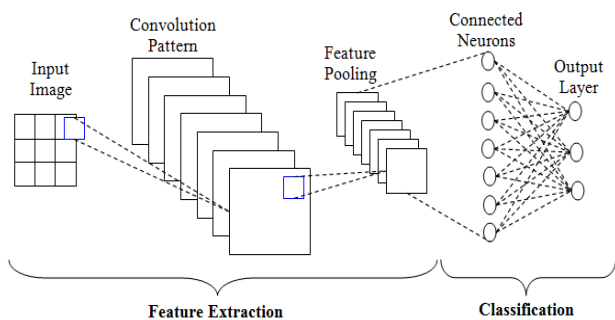 Input
Image
Convolution
Pattern
Feature
Pooling
Connected
Neurons
Output
Layer
Feature Extraction
Classification